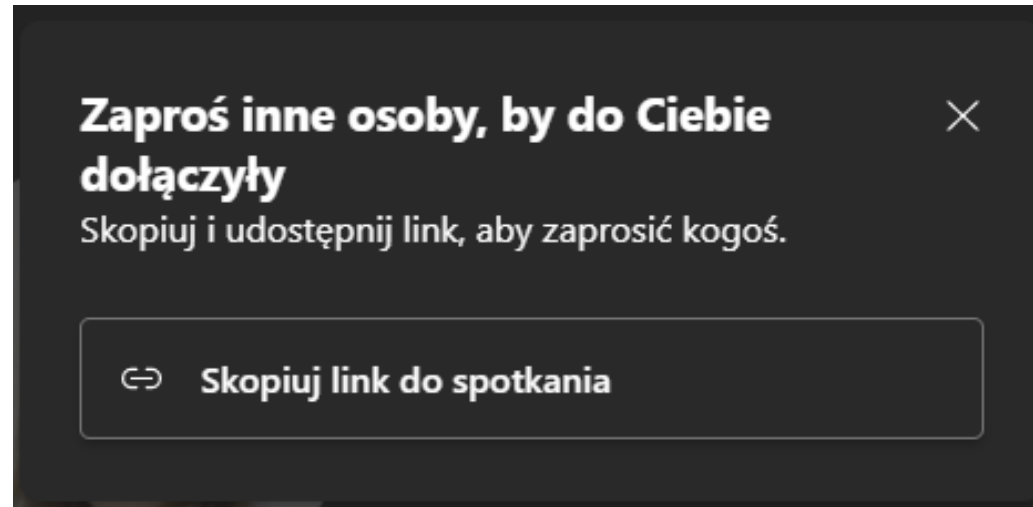 Zaproś inne osoby, by do Ciebie
dołączyły
Skopiuj i udostępnij link, aby zaprosić kogoś.
Skopiuj link do spotkania